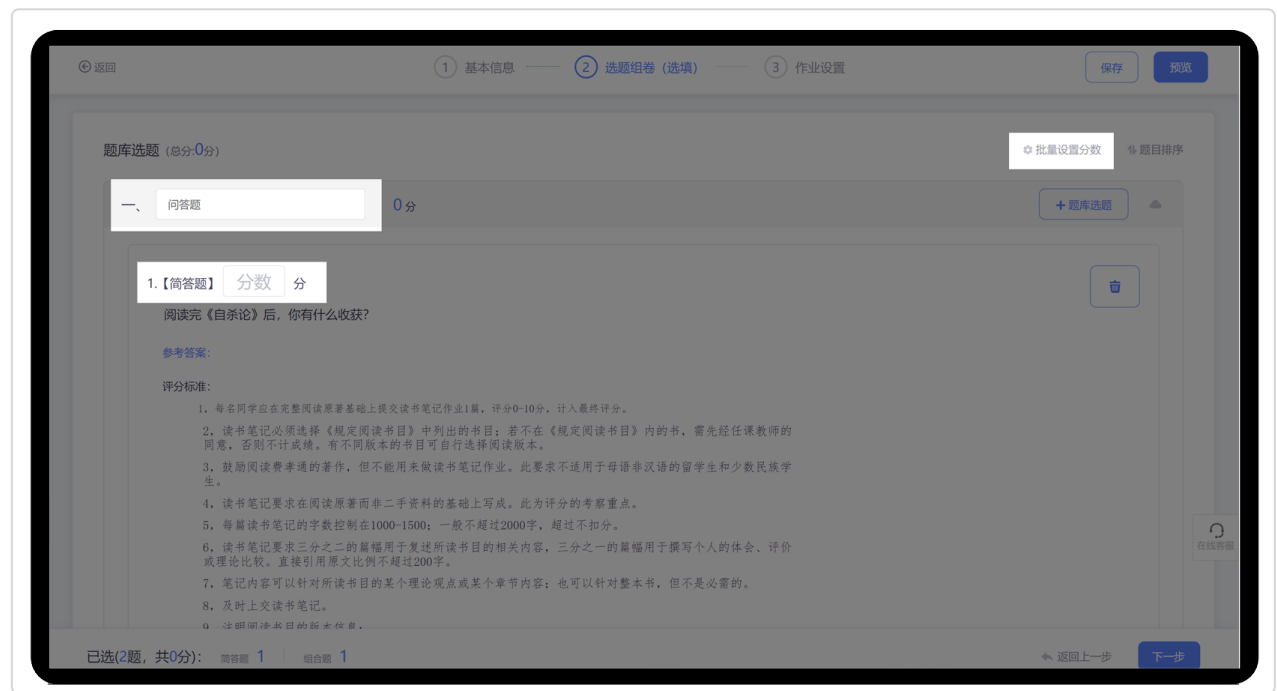 返回
1 基本信息 2 选题组卷（选填） 3 作业设置
保存 预览
题库选题 (总分:0分)
批量设置分数 题目排序
一、 问答题 0 分
+ 题库选题
1.【简答题】 分数 分
阅读完《自杀论》后，你有什么收获?
参考答案:
评分标准:
1，每名同学应在完整阅读原著基础上提交读书笔记作业1篇，评分0-10分，计入最终评分。
2，读书笔记必须选择《规定阅读书目》中列出的书目；若不在《规定阅读书目》内的书，需先经任课教师的
同意，否则不计成绩。有不同版本的书目可自行选择阅读版本。
3，鼓励阅读费孝通的著作，但不能用来做读书笔记作业。此要求不适用于母语非汉语的留学生和少数民族学
生。
4，读书笔记要求在阅读原著而非二手资料的基础上写成。此为评分的考察重点。
5，每篇读书笔记的字数控制在1000-1500；一般不超过2000字，超过不扣分。
6，读书笔记要求三分之二的篇幅用于复述所读书目的相关内容，三分之一的篇幅用于撰写个人的体会、评价
或理论比较。直接引用原文比例不超过200字。
7，笔记内容可以针对所读书目的某个理论观点或某个章节内容；也可以针对整本书，但不是必需的。
8，及时上交读书笔记。
9，注明阅读书目的版本信息；
在线客服
已选(2题，共0分)： 简答题 1 组合题 1
返回上一步 下一步